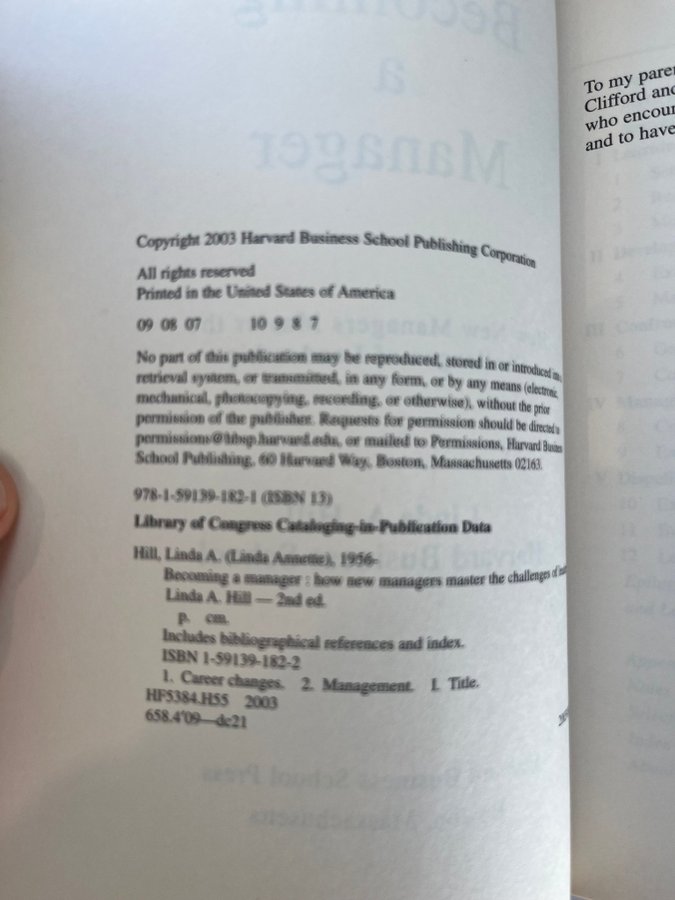 Becoming
a
Manager
Copyright 2003 Harvard Business School Publishing Corporation
All rights reserved
Printed in the United States of America
09 08 07 10 9 8 7
No part of this publication may be reproduced, stored in or introduced
retrieval system, or transmitted, in any form, or by any means (electronic,
mechanical, photocopying, recording, or otherwise), without the prior
permission of the publisher. Requests for permission should be directed
permissions@hbsp.harvard.edu, or mailed to Permissions, Harvard
School Publishing, 60 Harvard Way, Boston, Massachusetts 02163.
978-1-59139-182-1 (ISBN 13)
Library of Congress Cataloging-in-Publication Data
Hill, Linda A. (Linda Annette), 1956-
Becoming a manager : how new managers master the challenges of
Linda A. Hill — 2nd ed.
p. cm.
Includes bibliographical references and index.
ISBN 1-59139-182-2
1. Career changes. 2. Management. I. Title.
HF5384.H55 2003
658.4'09—dc21
To my pare
Clifford and
who encour
and to have